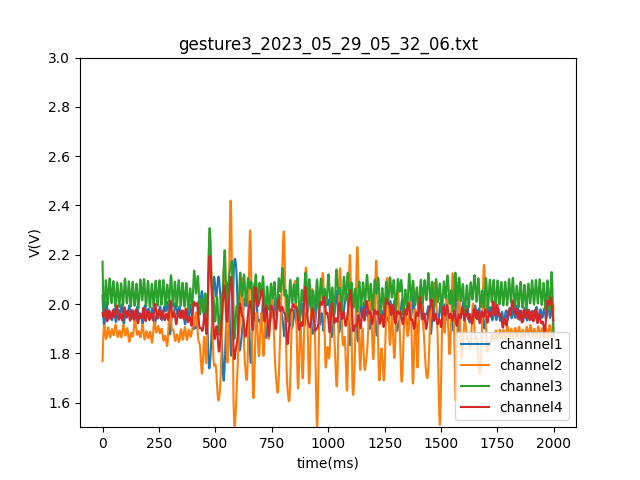 gesture3_2023_05_29_05_32_06.txt
3.0
2.8
2.6
2.4
2.2
2.0
1.8
1.6
V(V)
channel1
channel2
channel3
channel4
0 250 500 750 1000 1250 1500 1750 2000
time(ms)